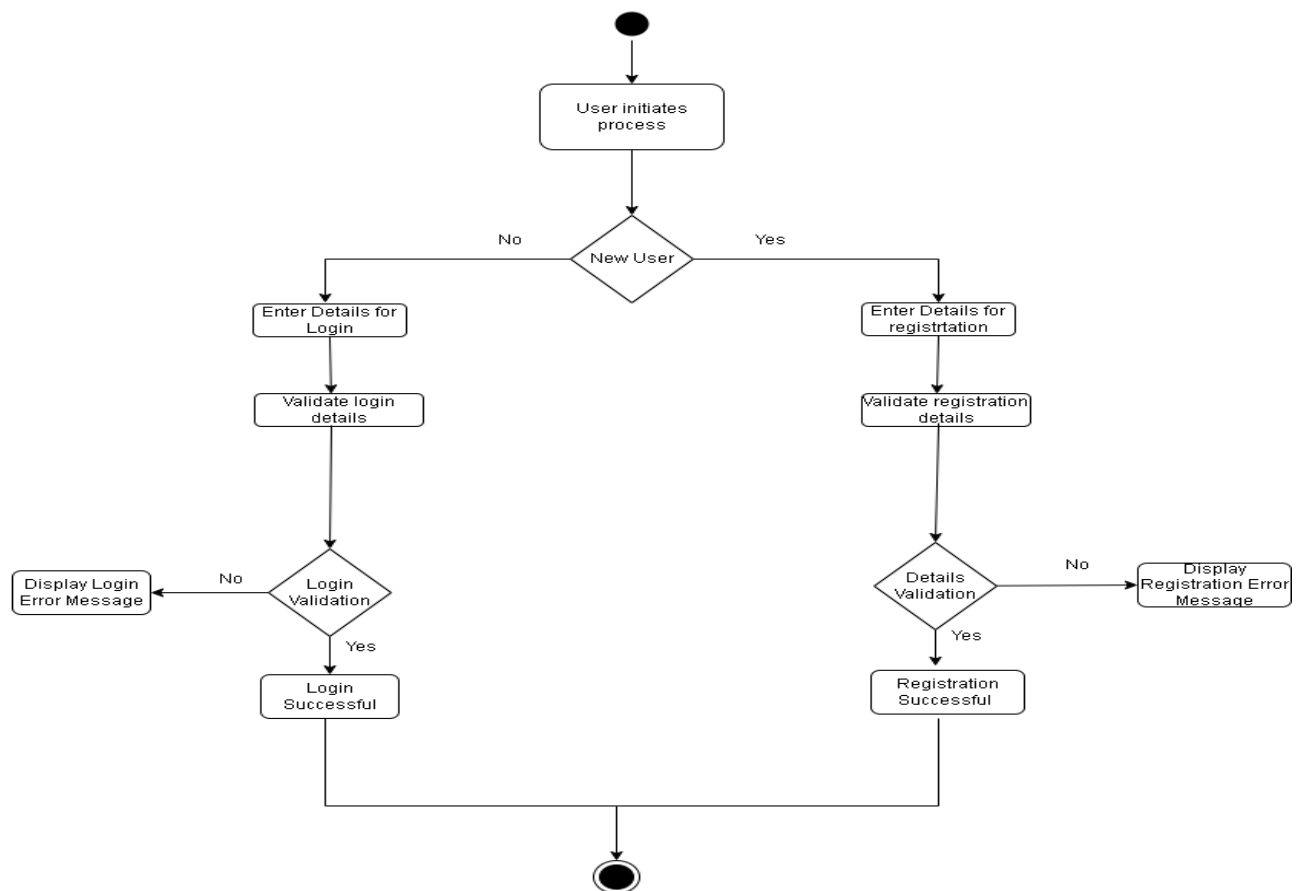 User initiates
process
No
Yes
New User
Enter Details for
Login
Enter Details for
registrtation
Validate login
details
Validate registration
details
Display Login
Error Message
No
Login
Validation
Details
Validation
No
Display
Registration Error
Message
Yes
Yes
Login
Successful
Registration
Successful